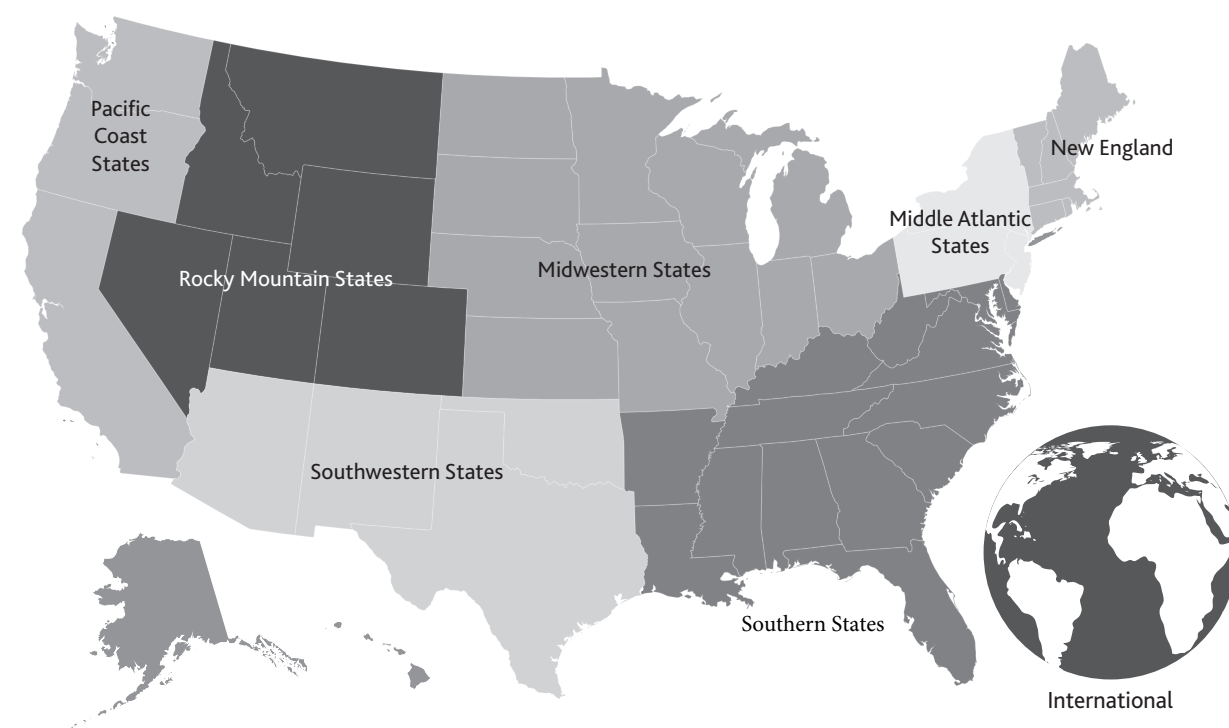 Pacific
Coast
States
New England
Middle Atlantic
States
Midwestern States
Rocky Mountain States
Southwestern States
Southern States
International